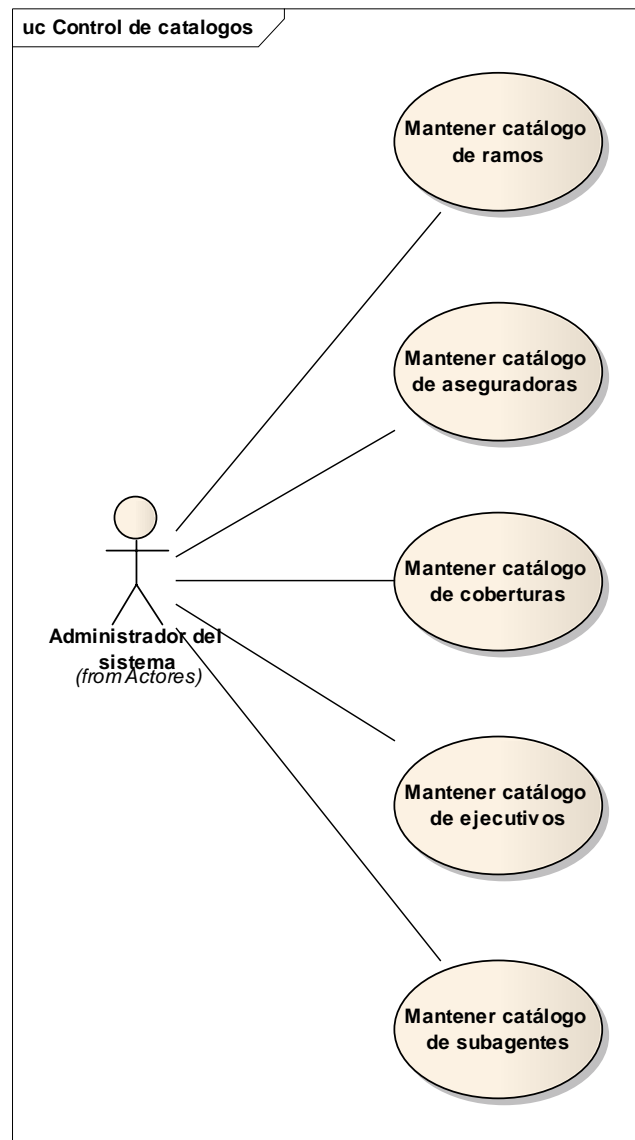 uc Control de catalogos
Mantener catálogo
de ramos
Mantener catálogo
de aseguradoras
Mantener catálogo
de coberturas
Administrador del
sistema
(from Actores)
Mantener catálogo
de ejecutivos
Mantener catálogo
de subagentes